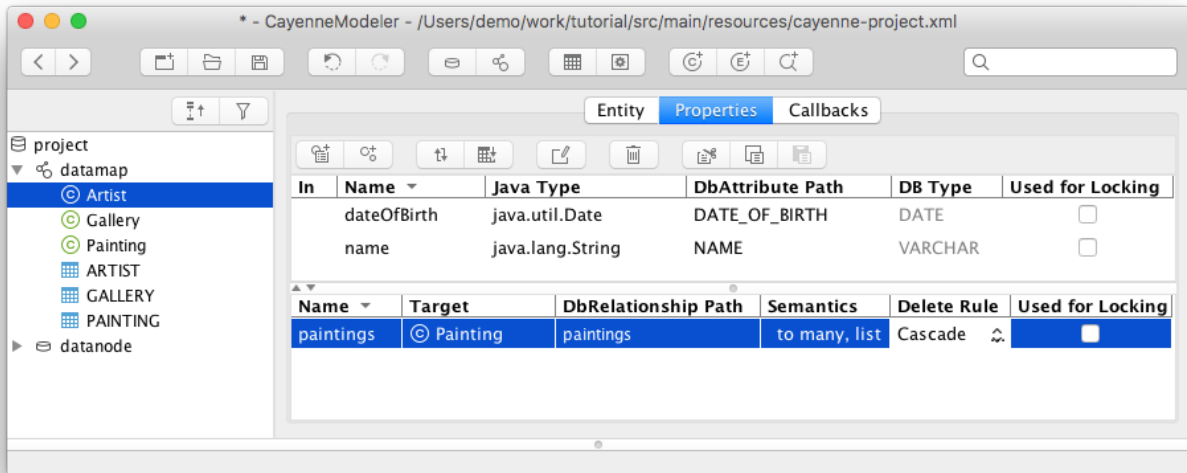 * - CayenneModeler - /Users/demo/work/tutorial/src/main/resources/cayenne-project.xml
Entity Properties Callbacks
project
datamap
Artist
Gallery
Painting
ARTIST
GALLERY
PAINTING
datanode
In Name Java Type DbAttribute Path DB Type Used for Locking
dateOfBirth java.util.Date DATE_OF_BIRTH DATE
name java.lang.String NAME VARCHAR
Name Target DbRelationship Path Semantics Delete Rule Used for Locking
paintings Painting paintings to many, list Cascade